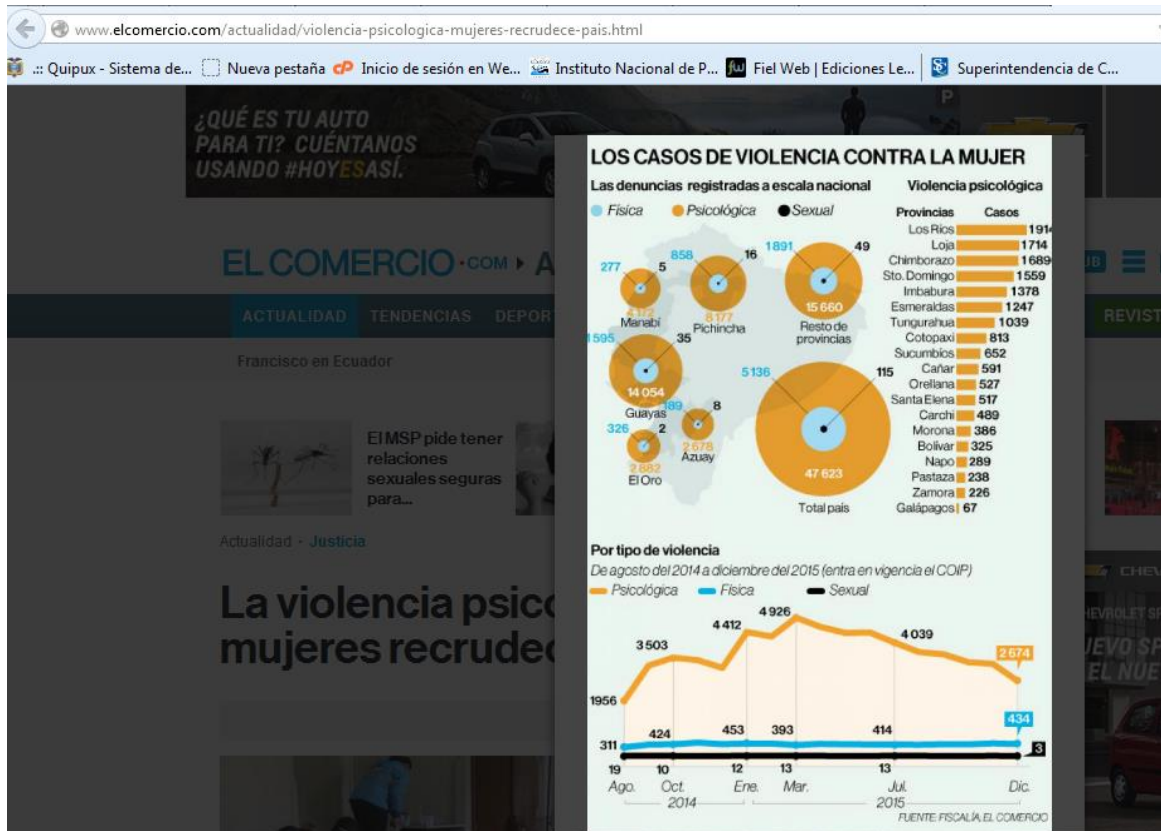 www.elcomercio.com/actualidad/violencia-psicologica-mujeres-recrudece-pais.html
.:: Quipux - Sistema de... Nueva pestaña Inicio de sesión en We... Instituto Nacional de P... Fiel Web | Ediciones Le... Superintendencia de C...
¿QUÉ ES TU AUTO
PARA TI? CUÉNTANOS
USANDO #HOYESASÍ.
EL COMERCIO.COM A
ACTUALIDAD TENDENCIAS DEPOR
REVIST
Francisco en Ecuador
El MSP pide tener
relaciones
sexuales seguras
para...
Actualidad - Justicia
La violencia psico
mujeres recrudec
LOS CASOS DE VIOLENCIA CONTRA LA MUJER
Las denuncias registradas a escala nacional
Física Psicológica Sexual
277 5
Manabí
858 16
8 177
Pichincha
1 891 49
15 660
Resto de
provincias
1 595 35
14 054
Guayas
189 8
2 678
Azuay
326 2
2 882
El Oro
5 136 115
47 623
Total país
Violencia psicológica
Provincias Casos
Los Ríos 1914
Loja 1714
Chimborazo 1689
Sto. Domingo 1559
Imbabura 1378
Esmeraldas 1247
Tungurahua 1039
Cotopaxi 813
Sucumbíos 652
Cañar 591
Orellana 527
Santa Elena 517
Carchi 489
Morona 386
Bolívar 325
Napo 289
Pastaza 238
Zamora 226
Galápagos 67
Por tipo de violencia
De agosto del 2014 a diciembre del 2015 (entra en vigencia el COIP)
Psicológica Física Sexual
1956 3 503 4 412 4 926 4 039 2 674
311 424 453 393 414 434
19 10 12 13 13 3
Ago. Oct. Ene. Mar. Jul. Dic.
2014 2015
FUENTE: FISCALÍA, EL COMERCIO